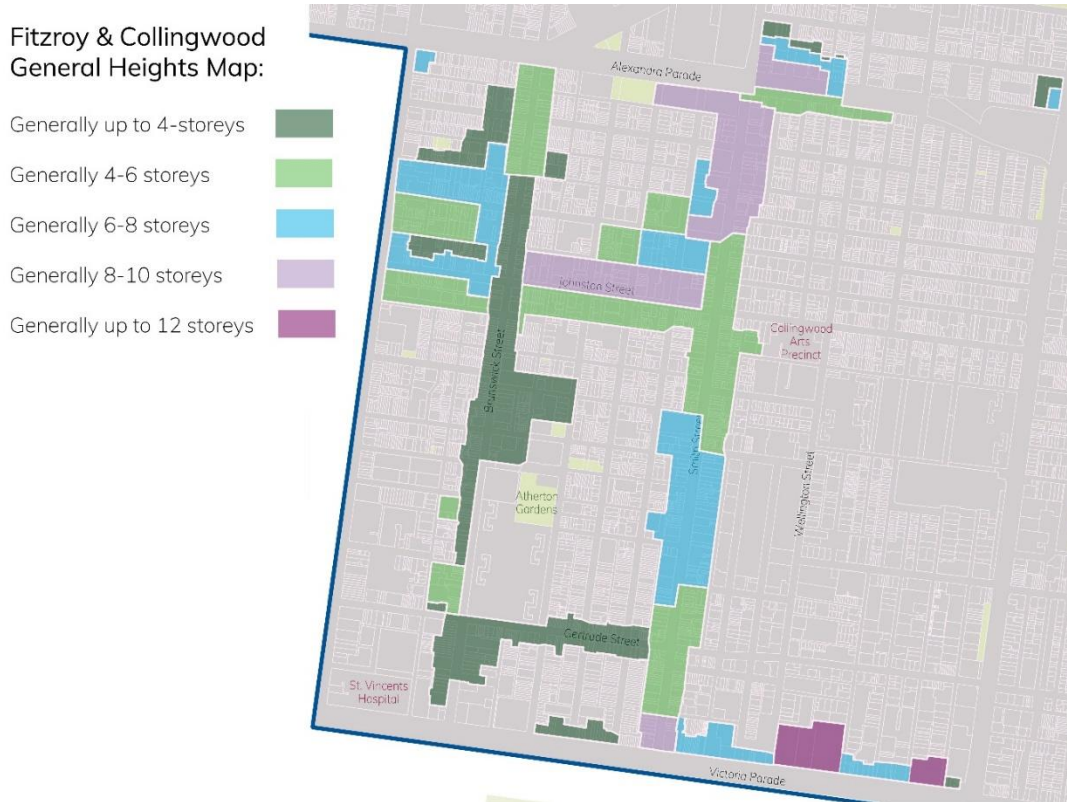 Fitzroy & Collingwood
General Heights Map:
Generally up to 4-storeys
Generally 4-6 storeys
Generally 6-8 storeys
Generally 8-10 storeys
Generally up to 12 storeys
Alexandra Parade
Johnston Street
Brunswick Street
Collingwood
Arts
Precinct
Smith Street
Wellington Street
Atherton
Gardens
Gertrude Street
St. Vincents
Hospital
Victoria Parade